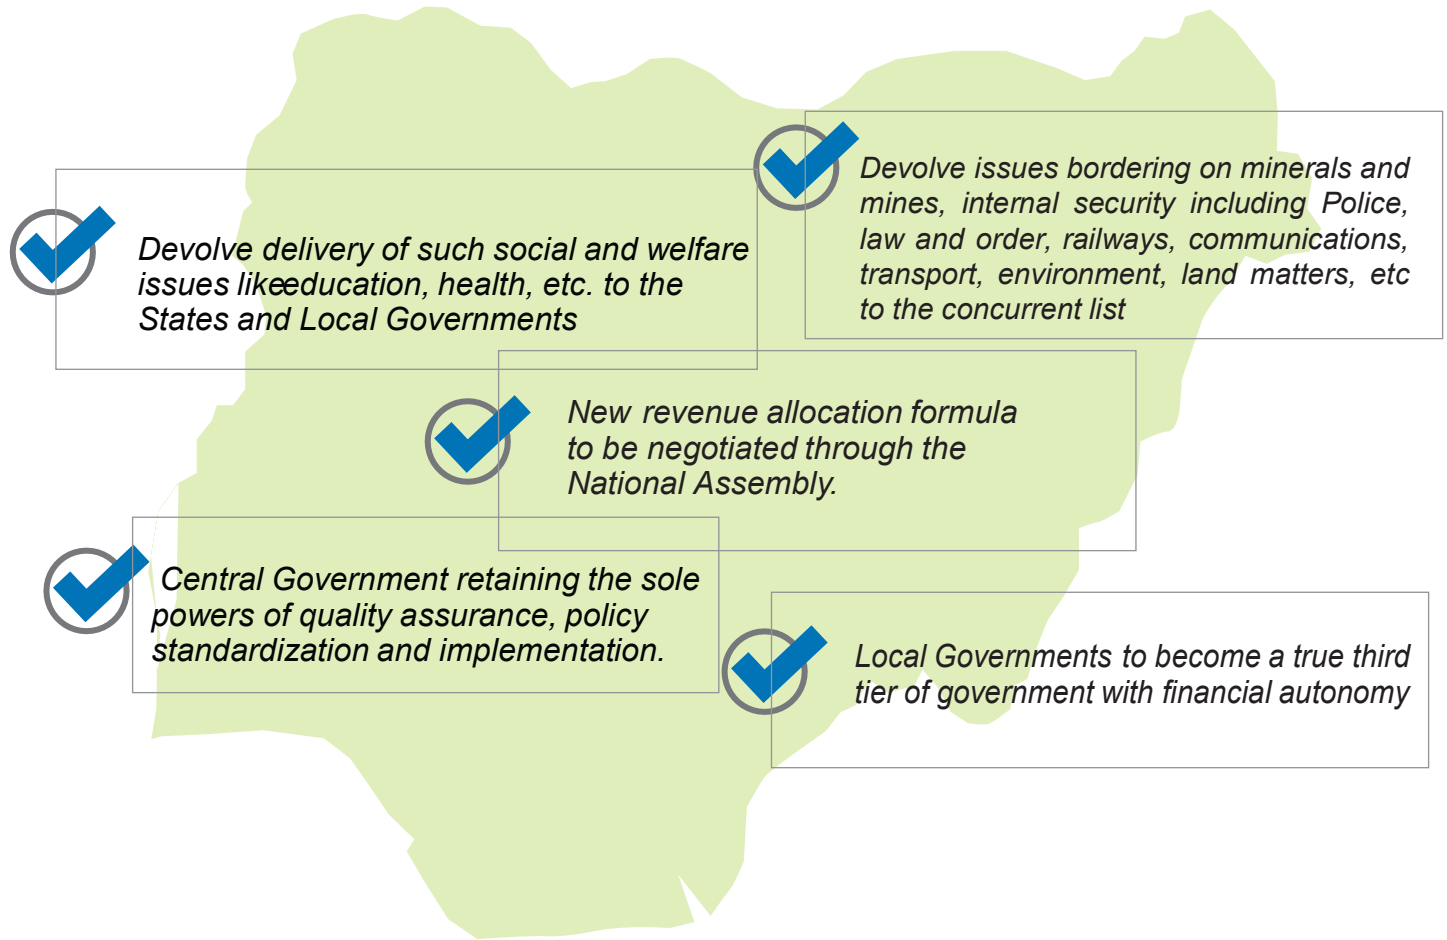 Devolve issues bordering on minerals and
mines, internal security including Police,
law and order, railways, communications,
transport, environment, land matters, etc
to the concurrent list
Devolve delivery of such social and welfare
issues likeeducation, health, etc. to the
States and Local Governments
New revenue allocation formula
to be negotiated through the
National Assembly.
Central Government retaining the sole
powers of quality assurance, policy
standardization and implementation.
Local Governments to become a true third
tier of government with financial autonomy